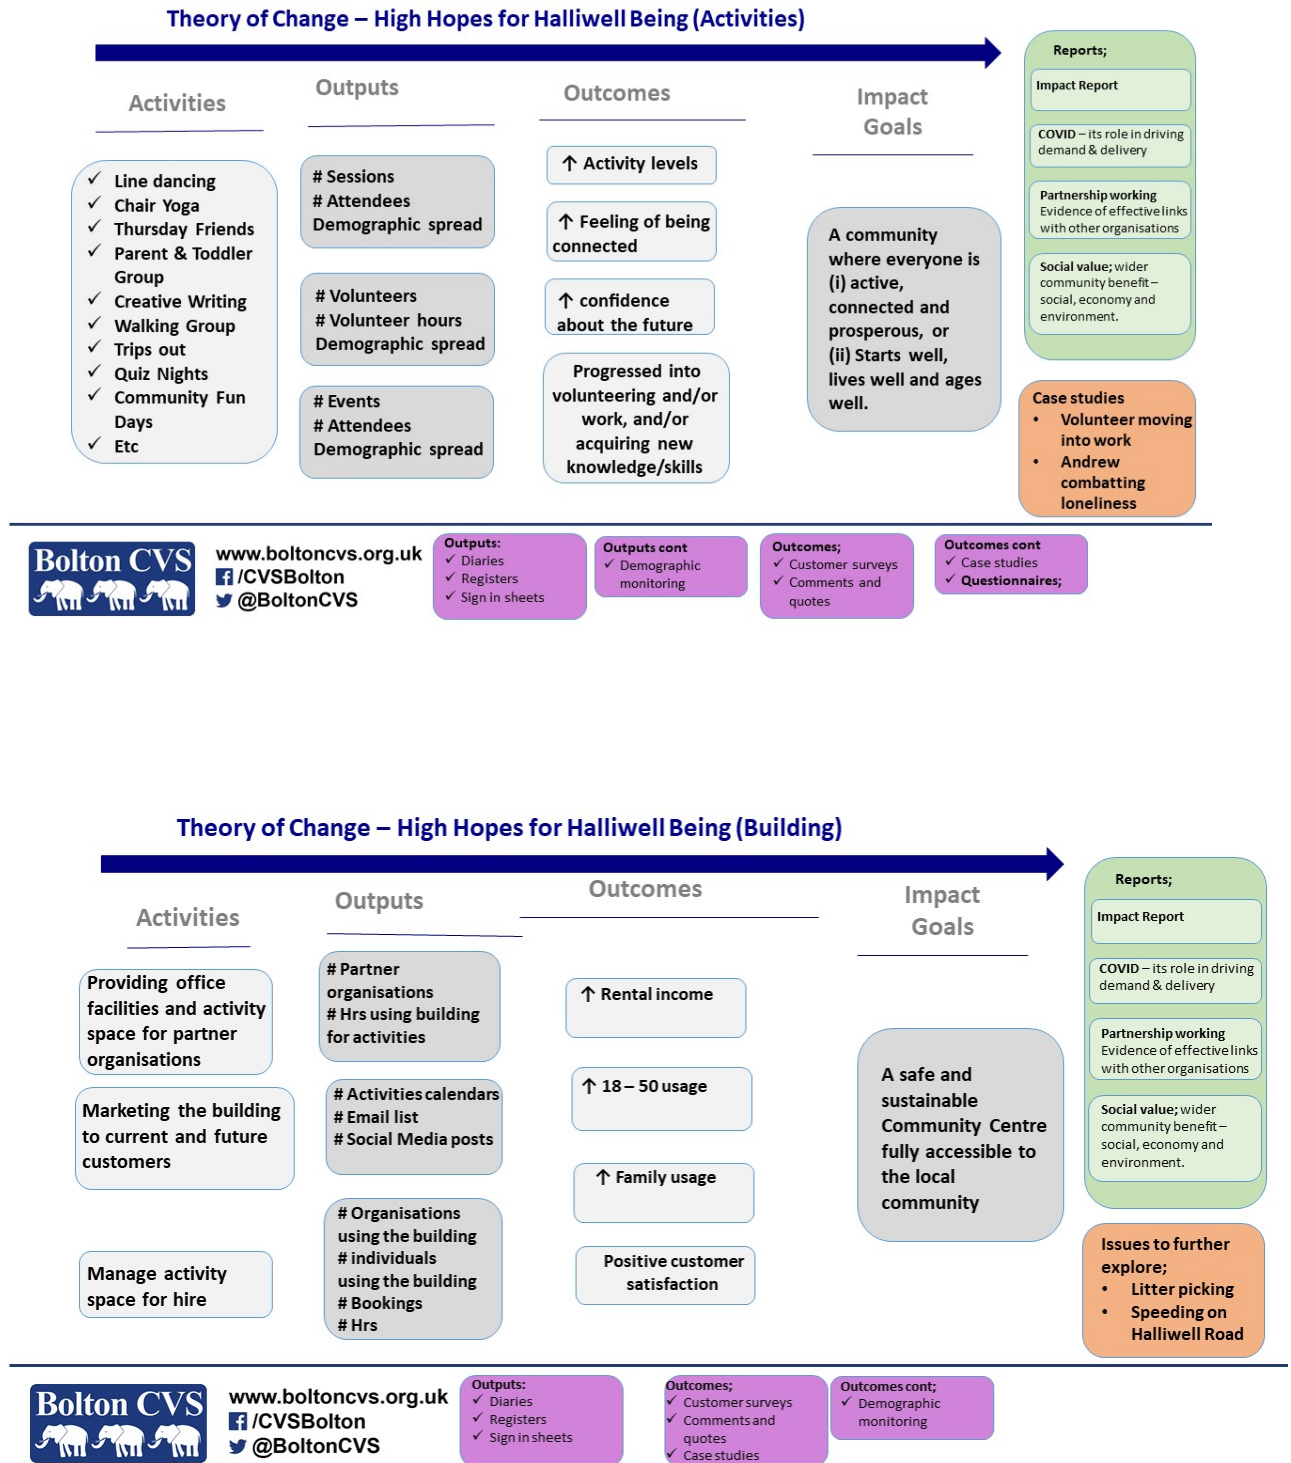 Theory of Change – High Hopes for Halliwell Being (Activities)
Activities
✓ Line dancing
✓ Chair Yoga
✓ Thursday Friends
✓ Parent & Toddler
Group
✓ Creative Writing
✓ Walking Group
✓ Trips out
✓ Quiz Nights
✓ Community Fun
Days
✓ Etc
Outputs
# Sessions
# Attendees
Demographic spread
# Volunteers
# Volunteer hours
Demographic spread
# Events
# Attendees
Demographic spread
Outcomes
↑ Activity levels
↑ Feeling of being
connected
↑ confidence
about the future
Progressed into
volunteering and/or
work, and/or
acquiring new
knowledge/skills
Impact
Goals
A community
where everyone is
(i) active,
connected and
prosperous, or
(ii) Starts well,
lives well and ages
well.
Reports;
Impact Report
COVID – its role in driving
demand & delivery
Partnership working
Evidence of effective links
with other organisations
Social value; wider
community benefit –
social, economy and
environment.
Case studies
• Volunteer moving
into work
• Andrew
combatting
loneliness
Bolton CVS
www.boltoncvs.org.uk
/CVSBolton
@BoltonCVS
Outputs:
✓ Diaries
✓ Registers
✓ Sign in sheets
Outputs cont
✓ Demographic
monitoring
Outcomes;
✓ Customer surveys
✓ Comments and
quotes
Outcomes cont
✓ Case studies
✓ Questionnaires;
Theory of Change – High Hopes for Halliwell Being (Building)
Activities
Providing office
facilities and activity
space for partner
organisations
Marketing the building
to current and future
customers
Manage activity
space for hire
Outputs
# Partner
organisations
# Hrs using building
for activities
# Activities calendars
# Email list
# Social Media posts
# Organisations
using the building
# individuals
using the building
# Bookings
# Hrs
Outcomes
↑ Rental income
↑ 18 – 50 usage
↑ Family usage
Positive customer
satisfaction
Impact
Goals
A safe and
sustainable
Community Centre
fully accessible to
the local
community
Reports;
Impact Report
COVID – its role in driving
demand & delivery
Partnership working
Evidence of effective links
with other organisations
Social value; wider
community benefit –
social, economy and
environment.
Issues to further
explore;
• Litter picking
• Speeding on
Halliwell Road
Bolton CVS
www.boltoncvs.org.uk
/CVSBolton
@BoltonCVS
Outputs:
✓ Diaries
✓ Registers
✓ Sign in sheets
Outcomes;
✓ Customer surveys
✓ Comments and
quotes
✓ Case studies
Outcomes cont;
✓ Demographic
monitoring